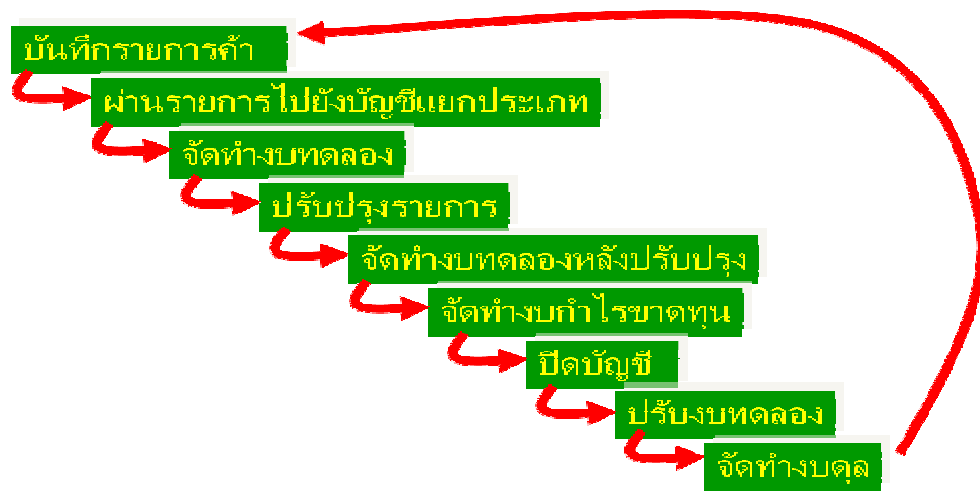 บันทึกรายการค้า
ผ่านรายการไปยังบัญชีแยกประเภท
จัดทำงบทดลอง
ปรับปรุงรายการ
จัดทำงบทดลองหลังปรับปรุง
จัดทำงบกำไรขาดทุน
ปิดบัญชี
ปรับงบทดลอง
จัดทำงบดุล